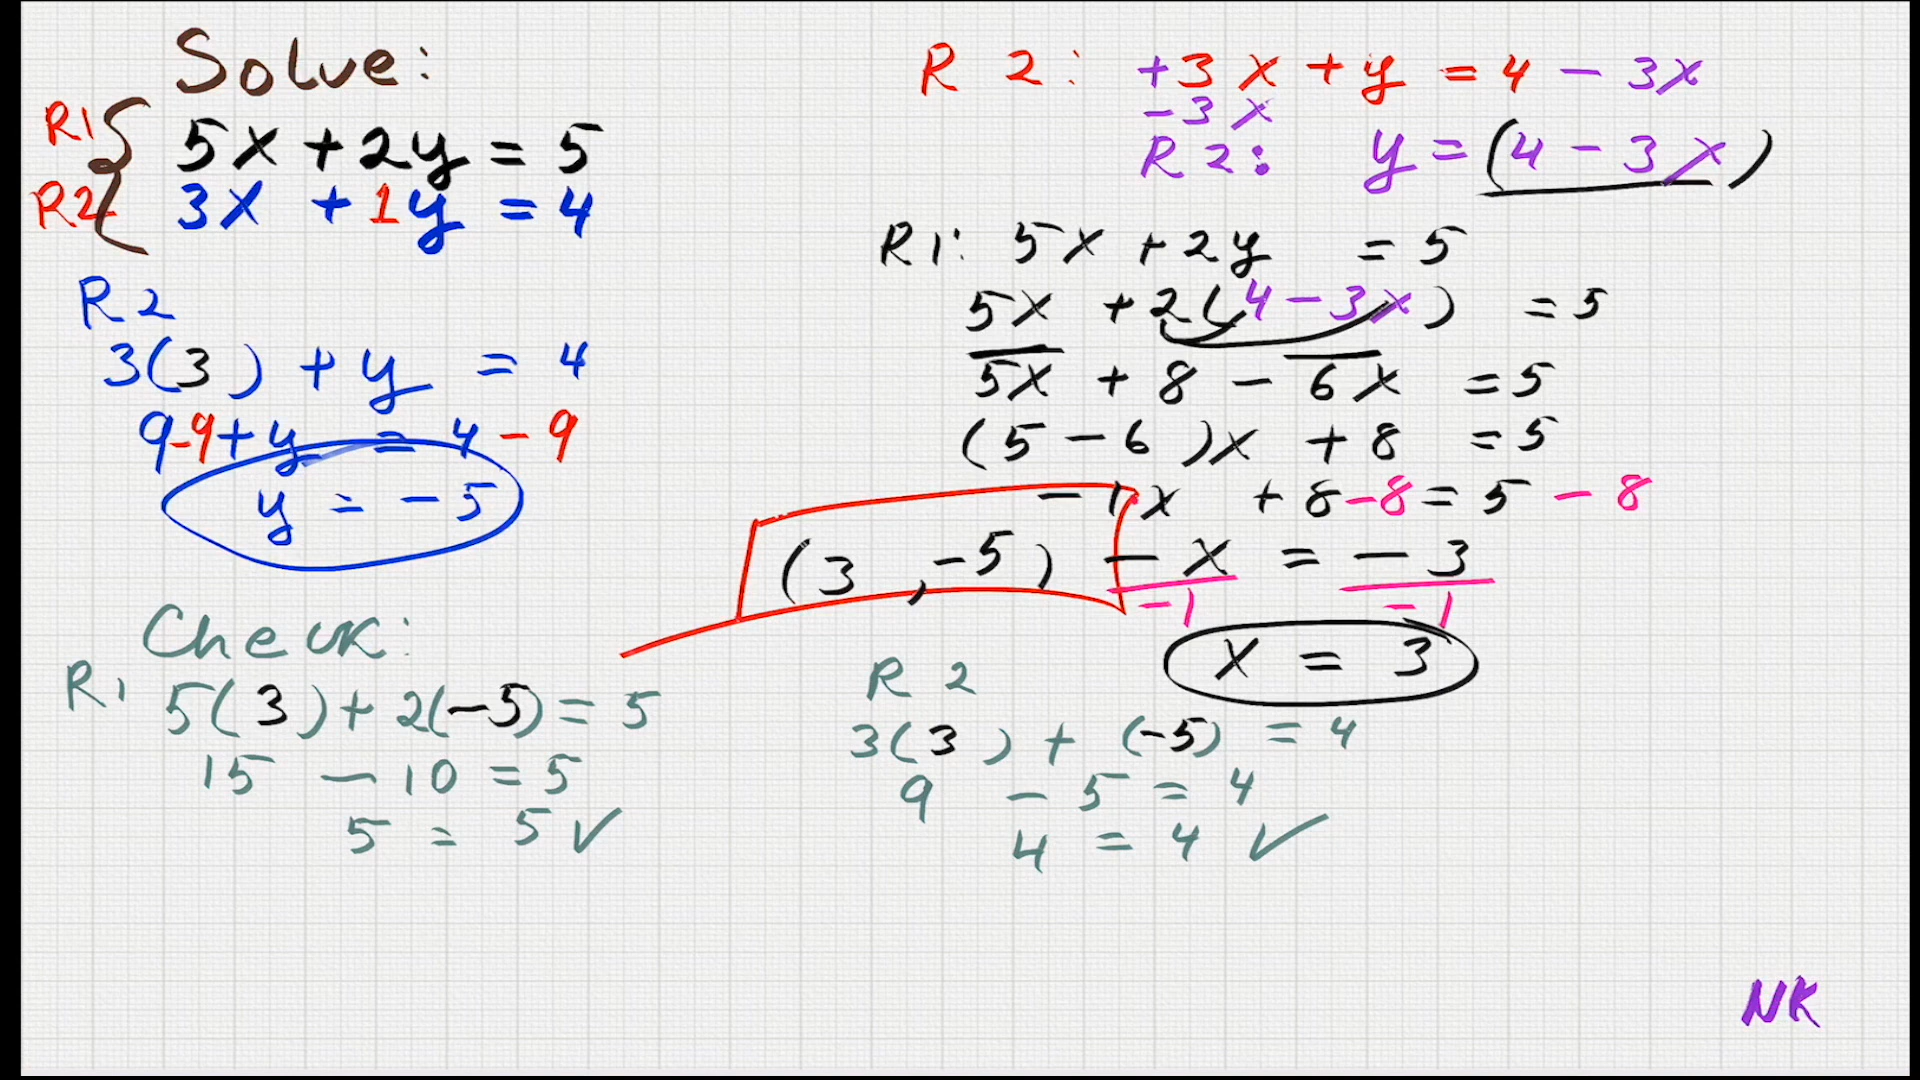 Solve:
R1 5x + 2y = 5
R2 3x + 1y = 4
R2
3(3) + y = 4
9-9+y = 4-9
y = -5
Check:
R1 5(3)+2(-5)=5
15 - 10 = 5
5 = 5 ✓
R2: +3x + y = 4 - 3x
-3x
R2: y = (4 - 3x)
R1: 5x + 2y = 5
5x + 2(4-3x) = 5
5x + 8 - 6x = 5
(5-6)x + 8 = 5
-1x + 8-8 = 5 - 8
(3, -5) -x = -3
-1 -1
x = 3
R2
3(3) + (-5) = 4
9 - 5 = 4
4 = 4 ✓
NK